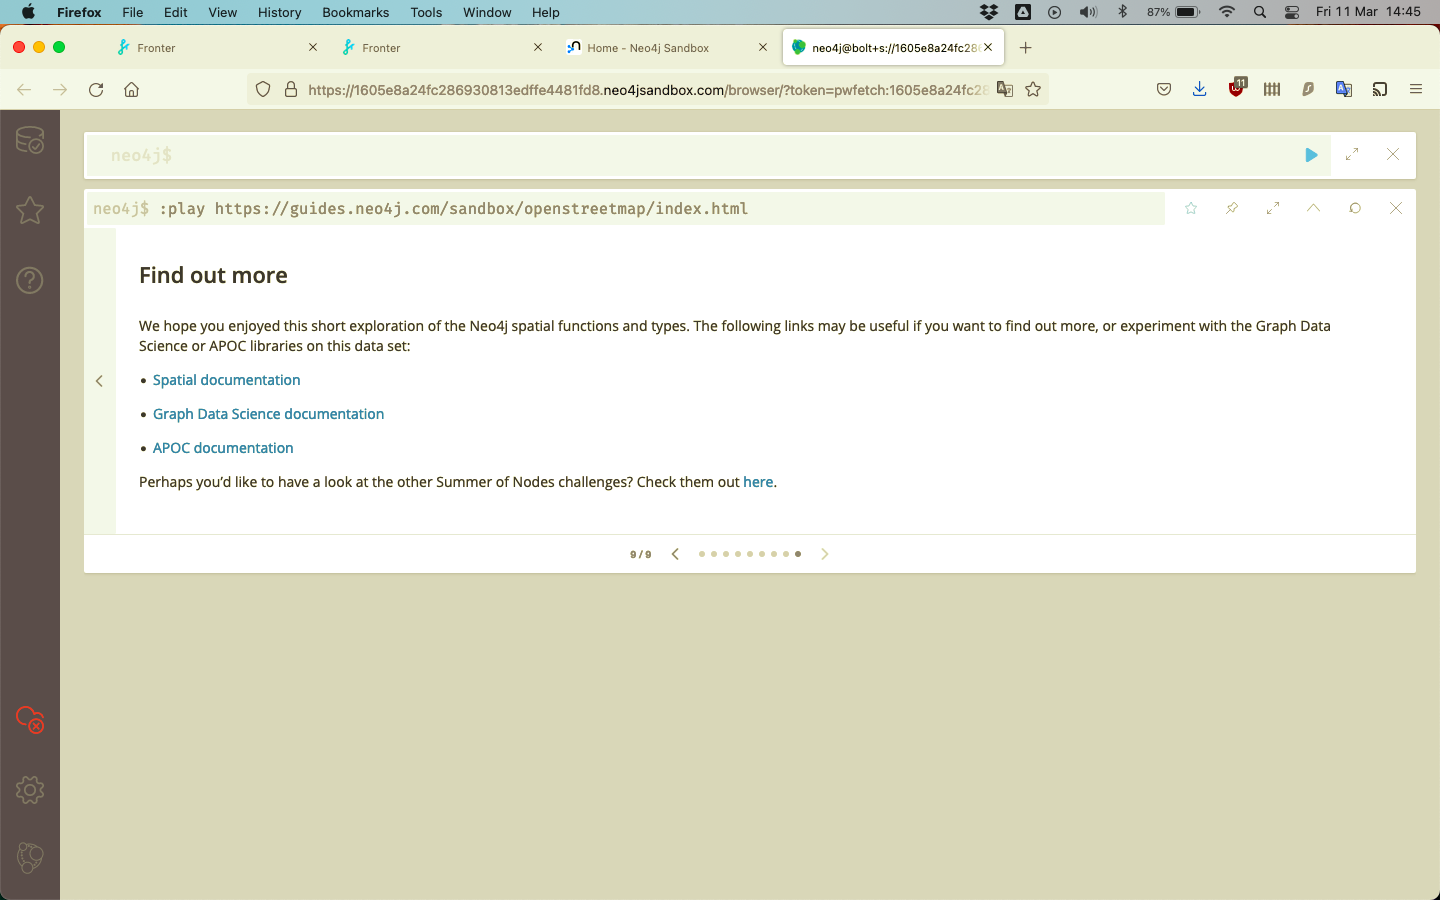 Firefox File Edit View History Bookmarks Tools Window Help 87% Fri 11 Mar 14:45
Fronter Fronter Home - Neo4j Sandbox neo4j@bolt+s://1605e8a24fc28
https://1605e8a24fc286930813edffe4481fd8.neo4jsandbox.com/browser/?token=pwfetch:1605e8a24fc28 11
neo4j$
neo4j$ :play https://guides.neo4j.com/sandbox/openstreetmap/index.html
Find out more
We hope you enjoyed this short exploration of the Neo4j spatial functions and types. The following links may be useful if you want to find out more, or experiment with the Graph Data
Science or APOC libraries on this data set:
• Spatial documentation
• Graph Data Science documentation
• APOC documentation
Perhaps you’d like to have a look at the other Summer of Nodes challenges? Check them out here.
9 / 9